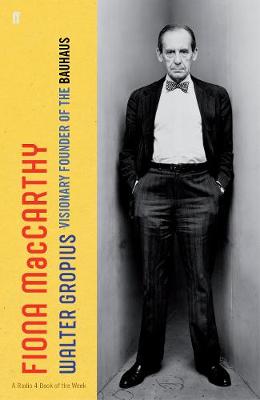 ff
FIONA MacCARTHY
WALTER GROPIUS VISIONARY FOUNDER OF THE BAUHAUS
A Radio 4 Book of the Week